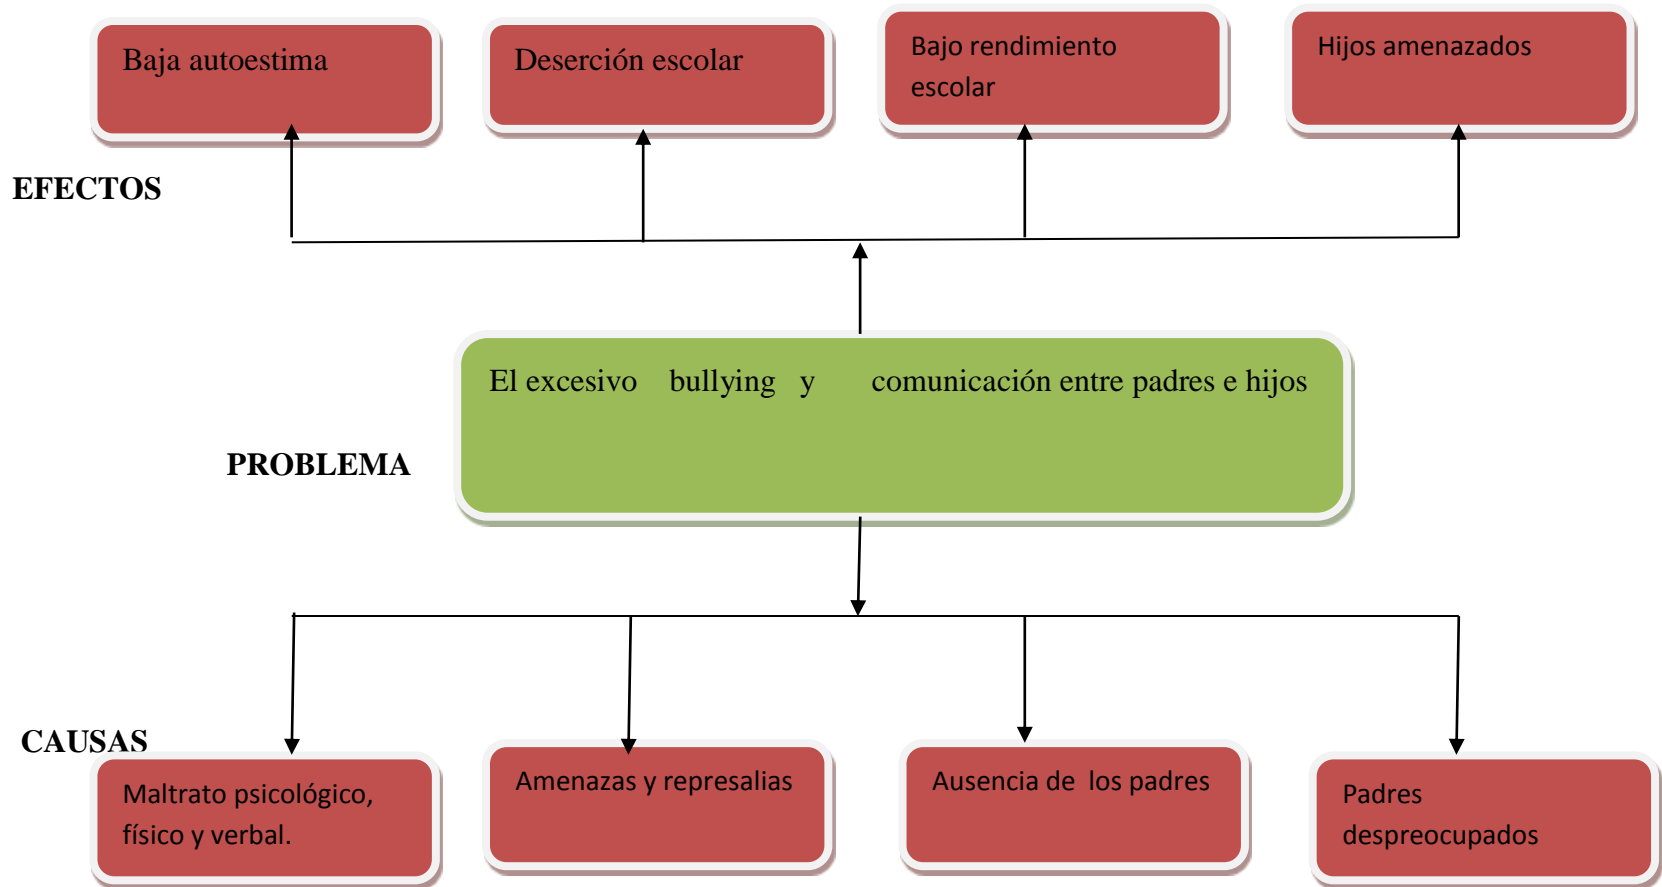 Baja autoestima
Deserción escolar
Bajo rendimiento
escolar
Hijos amenazados
EFECTOS
El excesivo bullying y comunicación entre padres e hijos
PROBLEMA
CAUSAS
Maltrato psicológico,
físico y verbal.
Amenazas y represalias
Ausencia de los padres
Padres
despreocupados